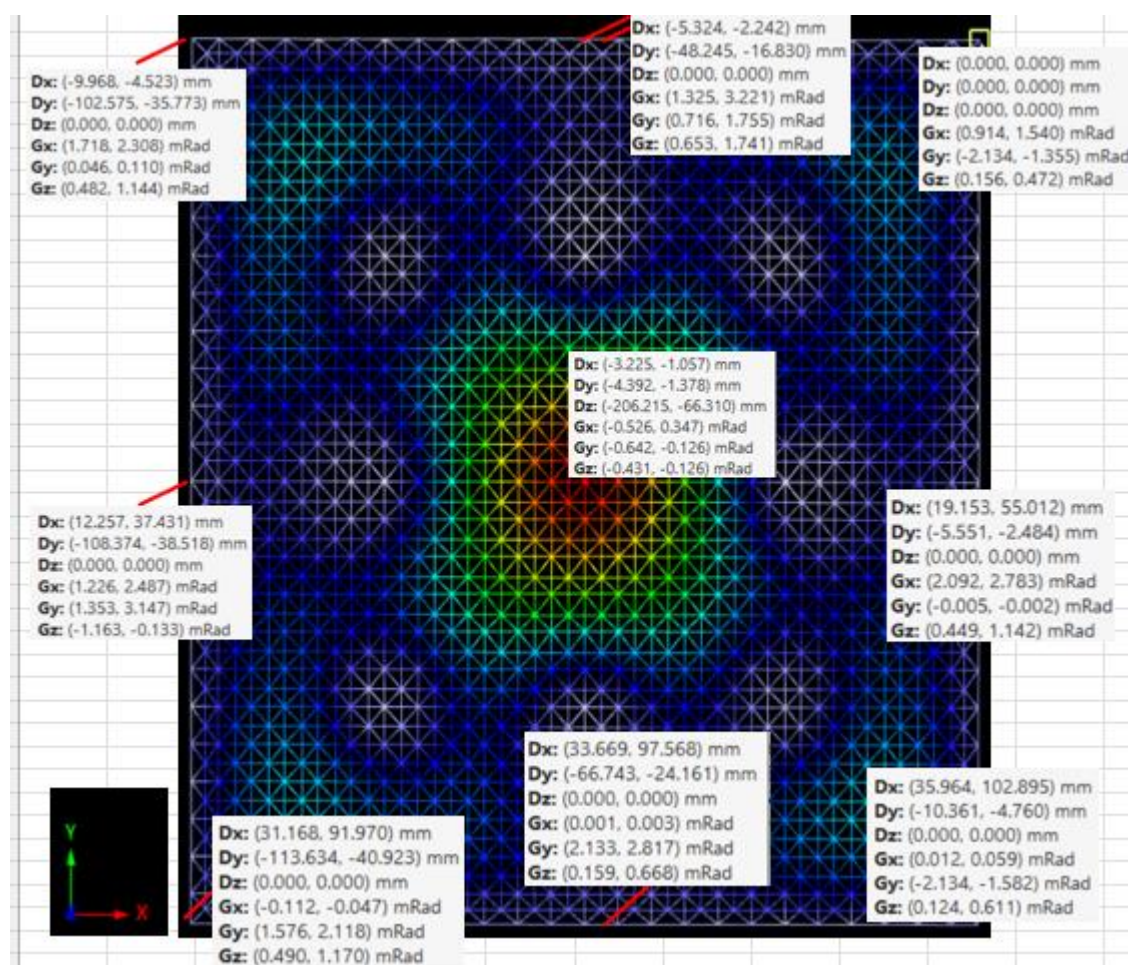 Dx: (-9.968, -4.523) mm
Dy: (-102.575, -35.773) mm
Dz: (0.000, 0.000) mm
Gx: (1.718, 2.308) mRad
Gy: (0.046, 0.110) mRad
Gz: (0.482, 1.144) mRad
Dx: (-5.324, -2.242) mm
Dy: (-48.245, -16.830) mm
Dz: (0.000, 0.000) mm
Gx: (1.325, 3.221) mRad
Gy: (0.716, 1.755) mRad
Gz: (0.653, 1.741) mRad
Dx: (0.000, 0.000) mm
Dy: (0.000, 0.000) mm
Dz: (0.000, 0.000) mm
Gx: (0.914, 1.540) mRad
Gy: (-2.134, -1.355) mRad
Gz: (0.156, 0.472) mRad
Dx: (-3.225, -1.057) mm
Dy: (-4.392, -1.378) mm
Dz: (-206.215, -66.310) mm
Gx: (-0.526, 0.347) mRad
Gy: (-0.642, -0.126) mRad
Gz: (-0.431, -0.126) mRad
Dx: (12.257, 37.431) mm
Dy: (-108.374, -38.518) mm
Dz: (0.000, 0.000) mm
Gx: (1.226, 2.487) mRad
Gy: (1.353, 3.147) mRad
Gz: (-1.163, -0.133) mRad
Dx: (19.153, 55.012) mm
Dy: (-5.551, -2.484) mm
Dz: (0.000, 0.000) mm
Gx: (2.092, 2.783) mRad
Gy: (-0.005, -0.002) mRad
Gz: (0.449, 1.142) mRad
Dx: (31.168, 91.970) mm
Dy: (-113.634, -40.923) mm
Dz: (0.000, 0.000) mm
Gx: (-0.112, -0.047) mRad
Gy: (1.576, 2.118) mRad
Gz: (0.490, 1.170) mRad
Dx: (33.669, 97.568) mm
Dy: (-66.743, -24.161) mm
Dz: (0.000, 0.000) mm
Gx: (0.001, 0.003) mRad
Gy: (2.133, 2.817) mRad
Gz: (0.159, 0.668) mRad
Dx: (35.964, 102.895) mm
Dy: (-10.361, -4.760) mm
Dz: (0.000, 0.000) mm
Gx: (0.012, 0.059) mRad
Gy: (-2.134, -1.582) mRad
Gz: (0.124, 0.611) mRad
Y
X